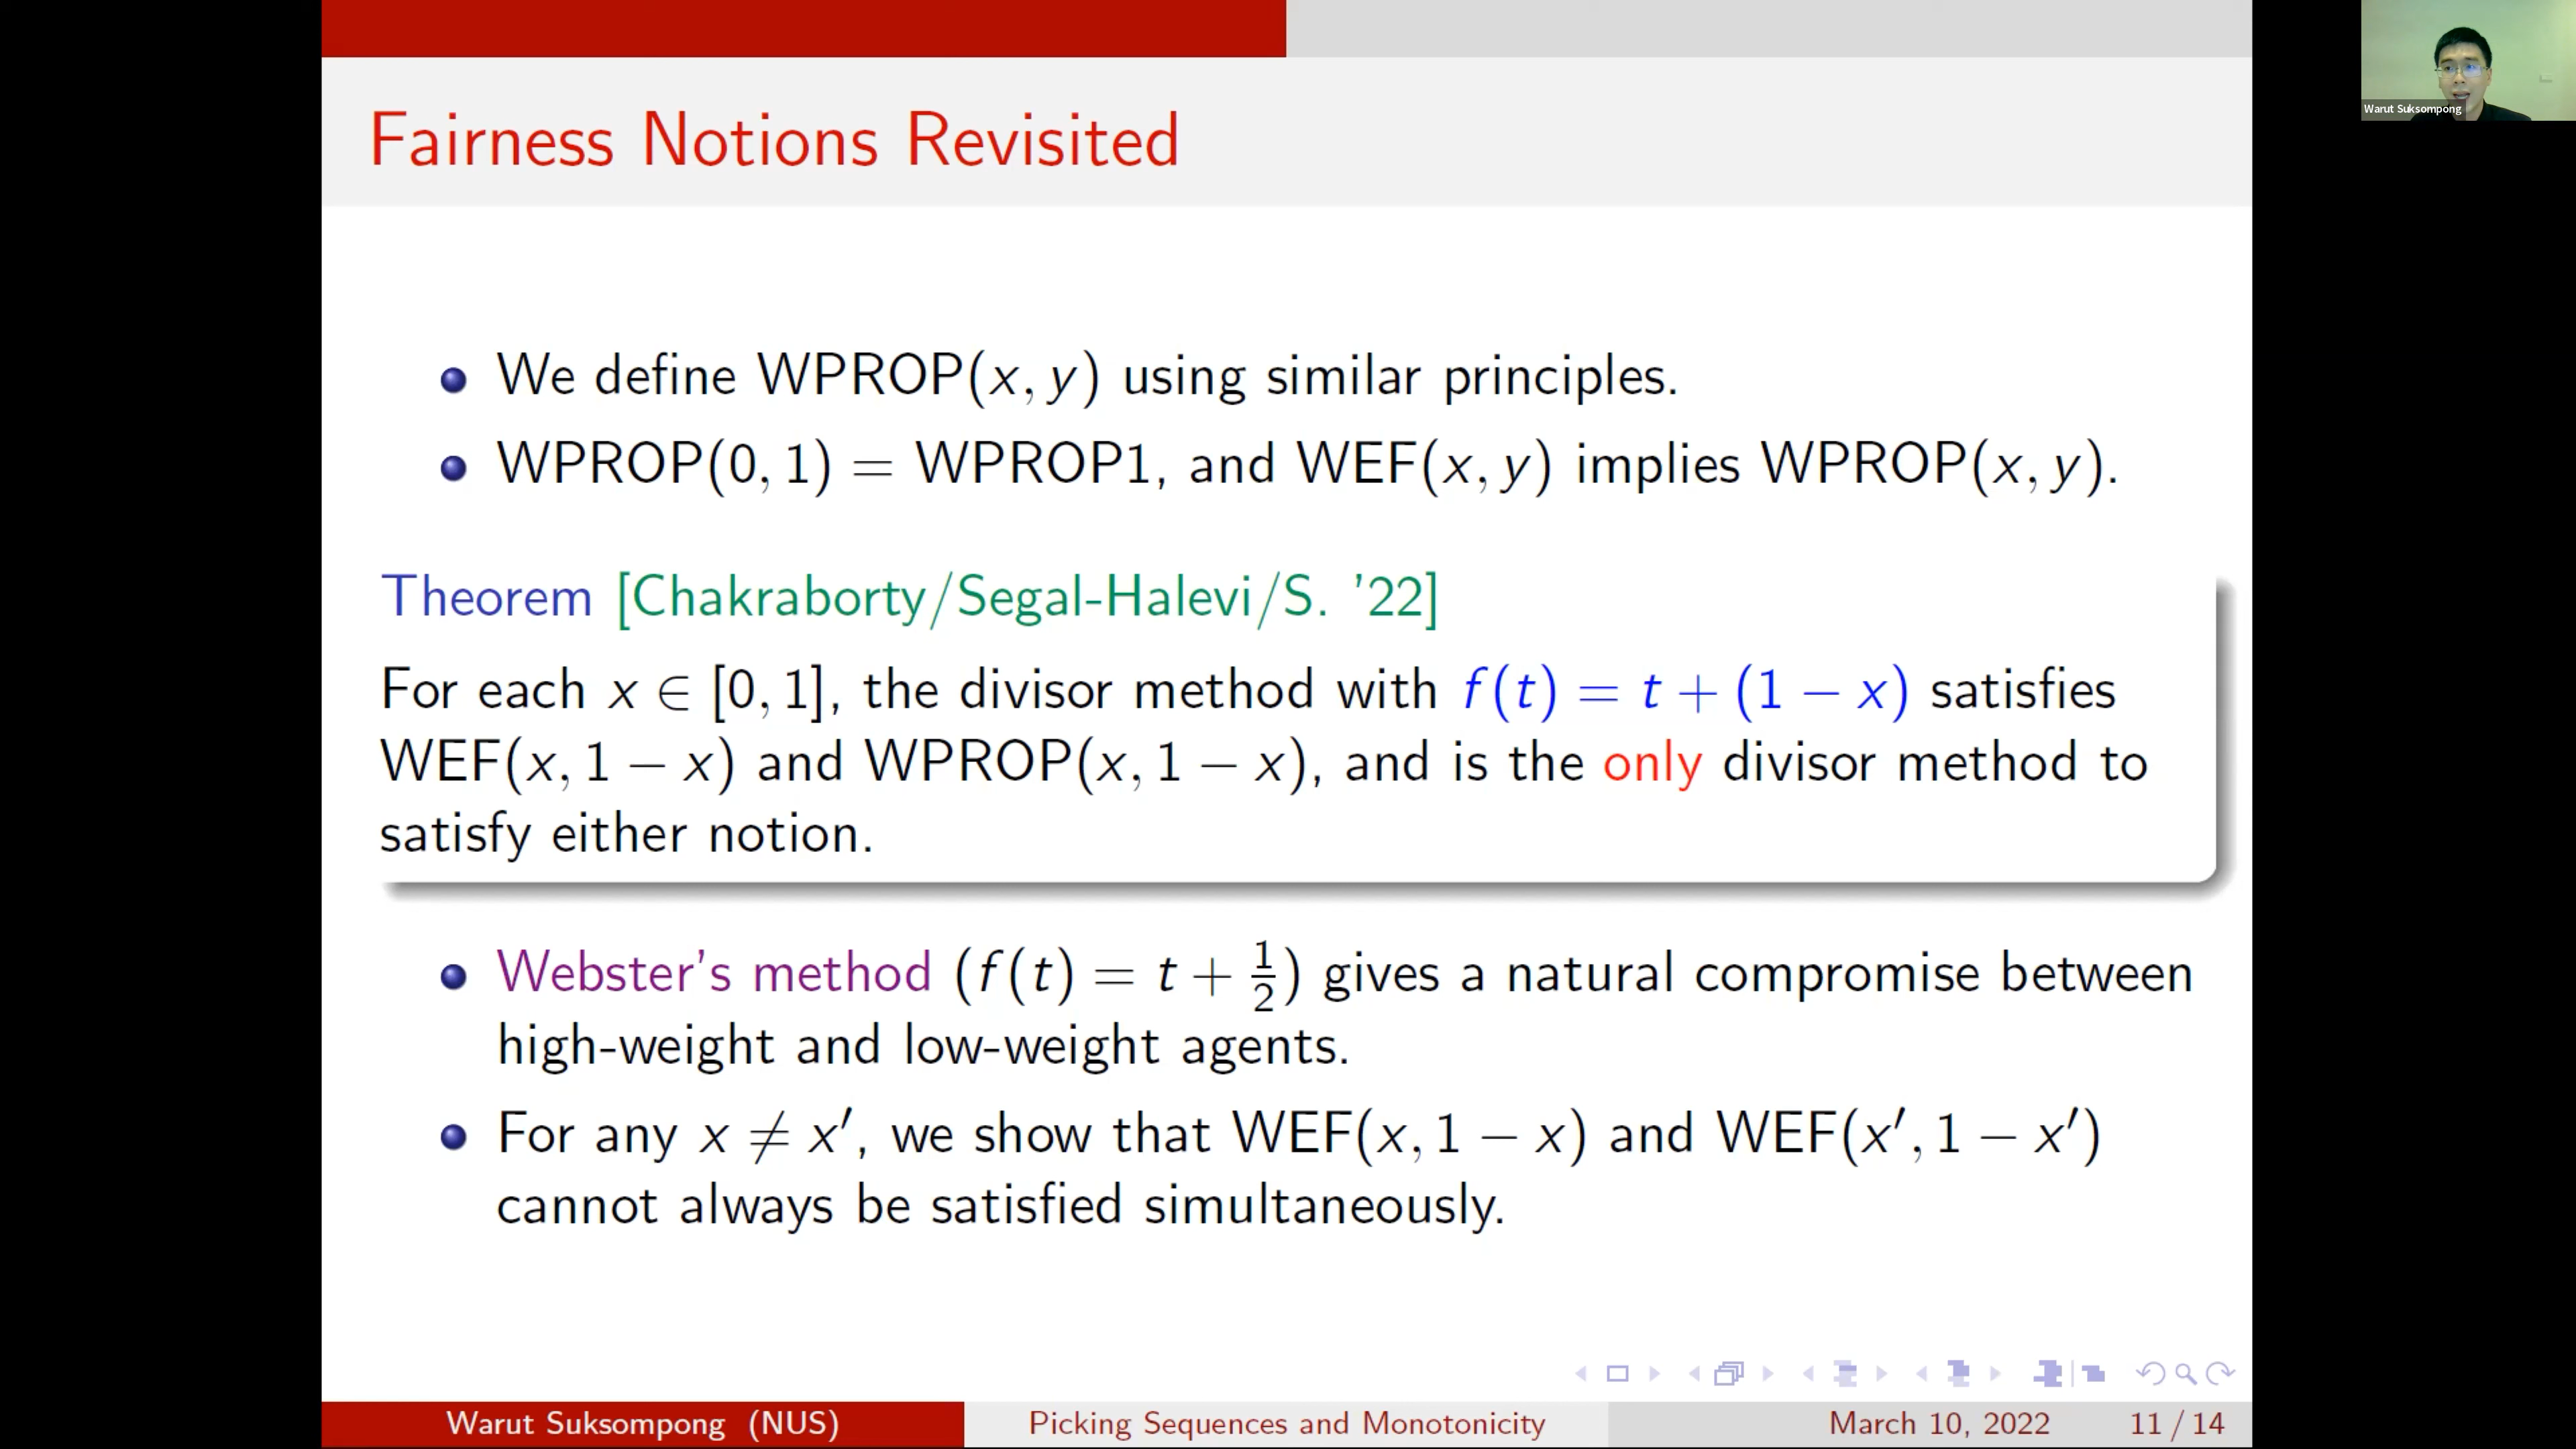 Fairness Notions Revisited
Warut Suksompong
We define WPROP(x, y) using similar principles.
WPROP(0, 1) = WPROP1, and WEF(x, y) implies WPROP(x, y).
Theorem [Chakraborty/Segal-Halevi/S. ’22]
For each x ∈ [0, 1], the divisor method with f(t) = t + (1 − x) satisfies
WEF(x, 1 − x) and WPROP(x, 1 − x), and is the only divisor method to
satisfy either notion.
Webster’s method (f(t) = t + 1/2) gives a natural compromise between
high-weight and low-weight agents.
For any x ≠ x′, we show that WEF(x, 1 − x) and WEF(x′, 1 − x′)
cannot always be satisfied simultaneously.
Warut Suksompong (NUS) Picking Sequences and Monotonicity March 10, 2022 11 / 14